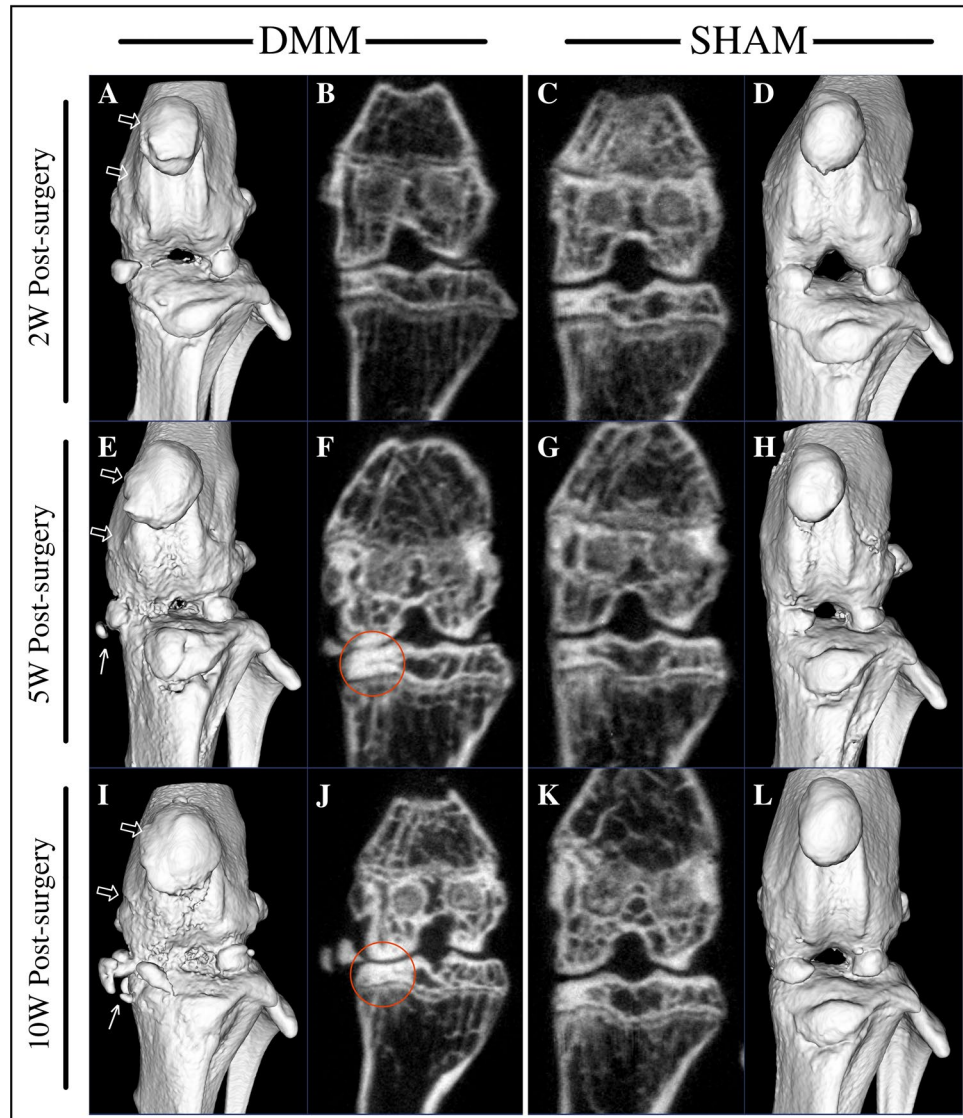 DMM SHAM
2W Post-surgery
A B C D
5W Post-surgery
E F G H
10W Post-surgery
I J K L